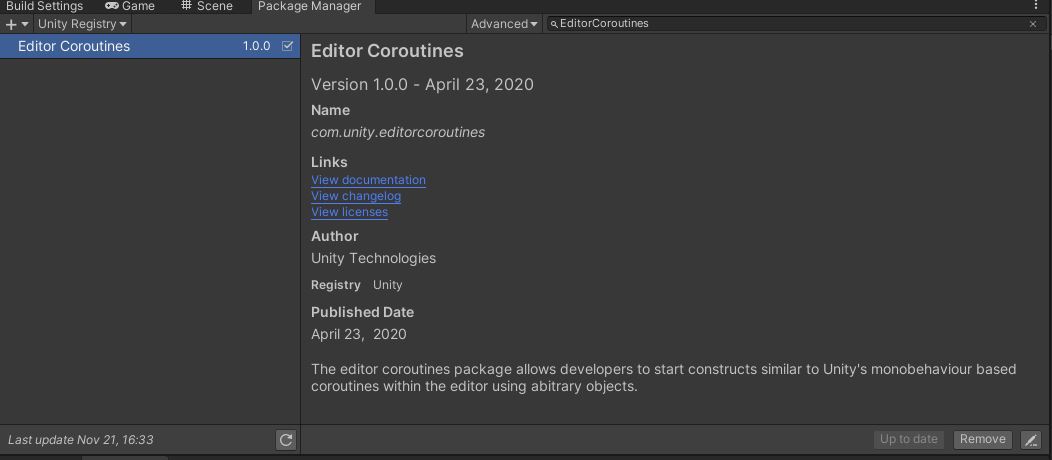 Build Settings Game Scene Package Manager
+ Unity Registry Advanced EditorCoroutines
Editor Coroutines 1.0.0
Editor Coroutines
Version 1.0.0 - April 23, 2020
Name
com.unity.editorcoroutines
Links
View documentation
View changelog
View licenses
Author
Unity Technologies
Registry Unity
Published Date
April 23, 2020
The editor coroutines package allows developers to start constructs similar to Unity's monobehaviour based
coroutines within the editor using abitrary objects.
Last update Nov 21, 16:33
Up to date Remove